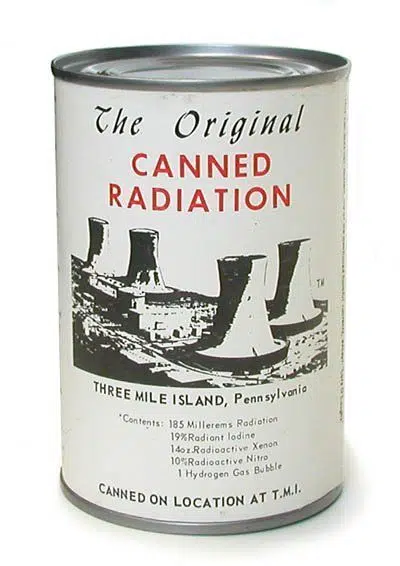 The Original
CANNED
RADIATION
TM
THREE MILE ISLAND, Pennsylvania
*Contents: 185 Millerems Radiation
19% Radiant Iodine
14oz. Radioactive Xenon
10% Radioactive Nitro
1 Hydrogen Gas Bubble
CANNED ON LOCATION AT T.M.I.